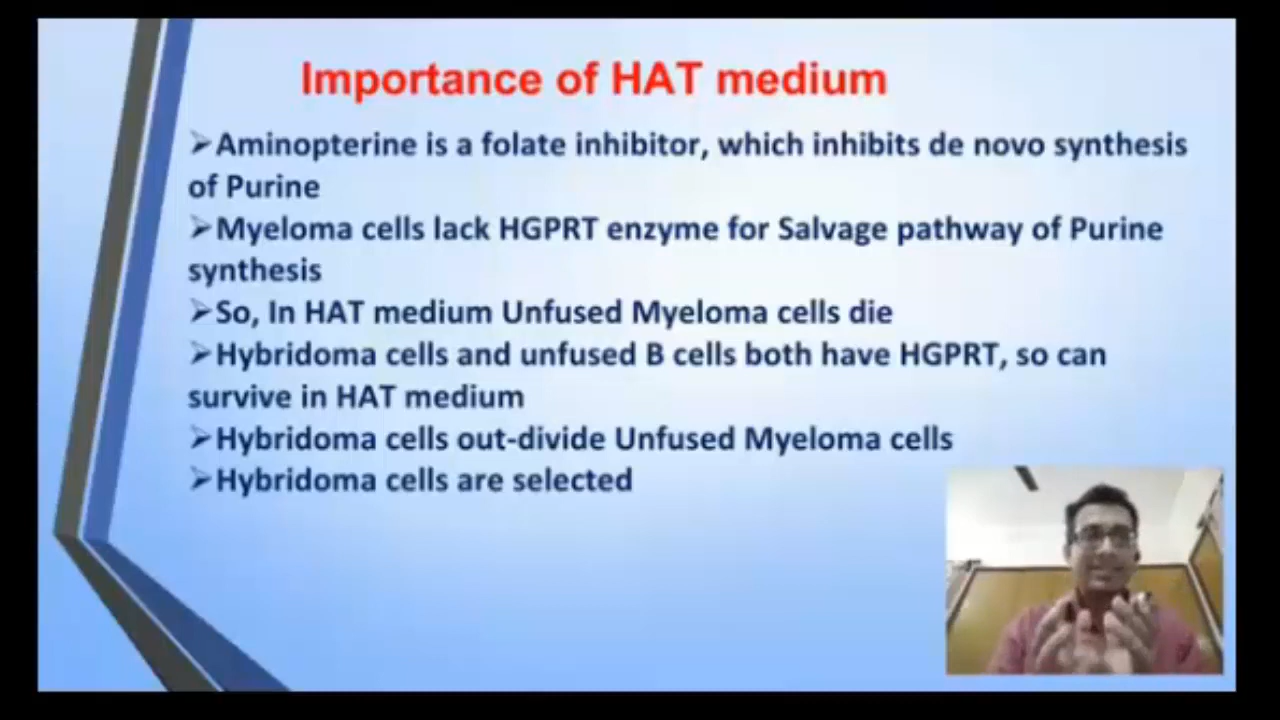 Importance of HAT medium
➢Aminopterine is a folate inhibitor, which inhibits de novo synthesis
of Purine
➢Myeloma cells lack HGPRT enzyme for Salvage pathway of Purine
synthesis
➢So, In HAT medium Unfused Myeloma cells die
➢Hybridoma cells and unfused B cells both have HGPRT, so can
survive in HAT medium
➢Hybridoma cells out-divide Unfused Myeloma cells
➢Hybridoma cells are selected